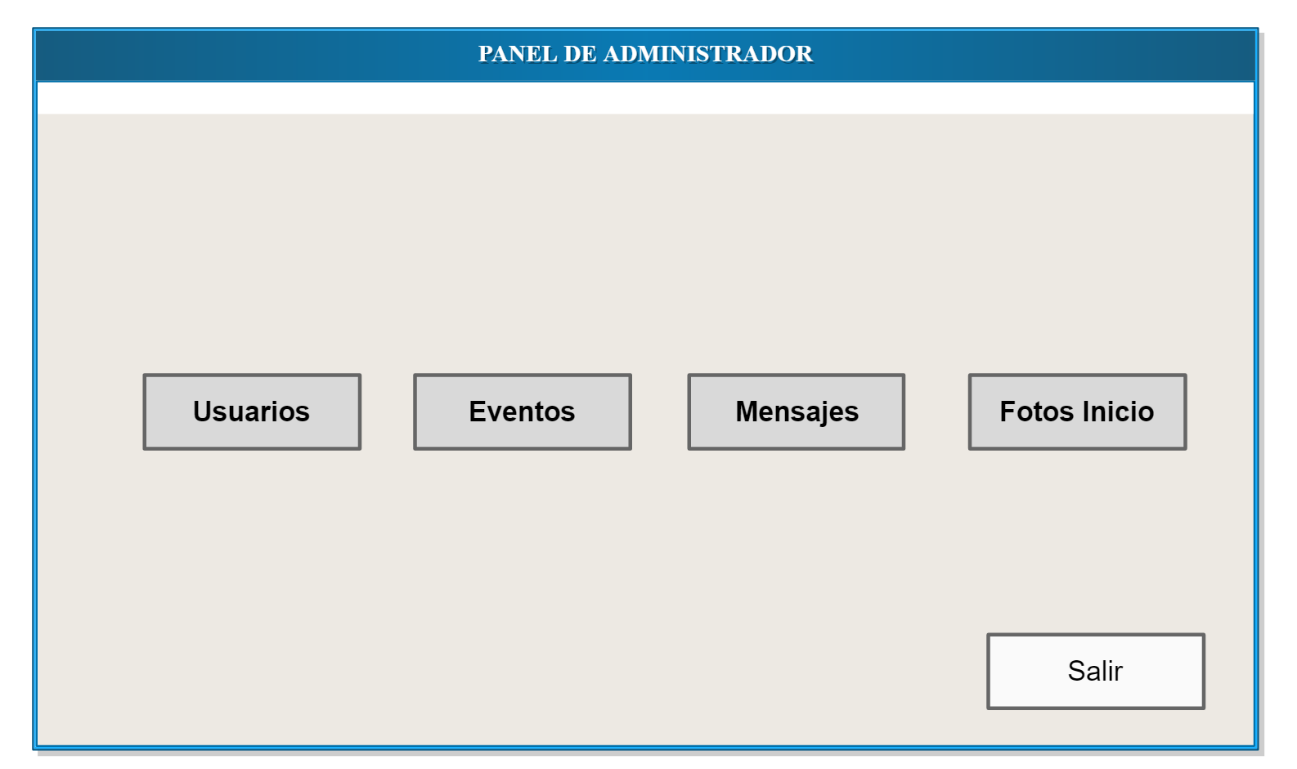 PANEL DE ADMINISTRADOR
Usuarios
Eventos
Mensajes
Fotos Inicio
Salir